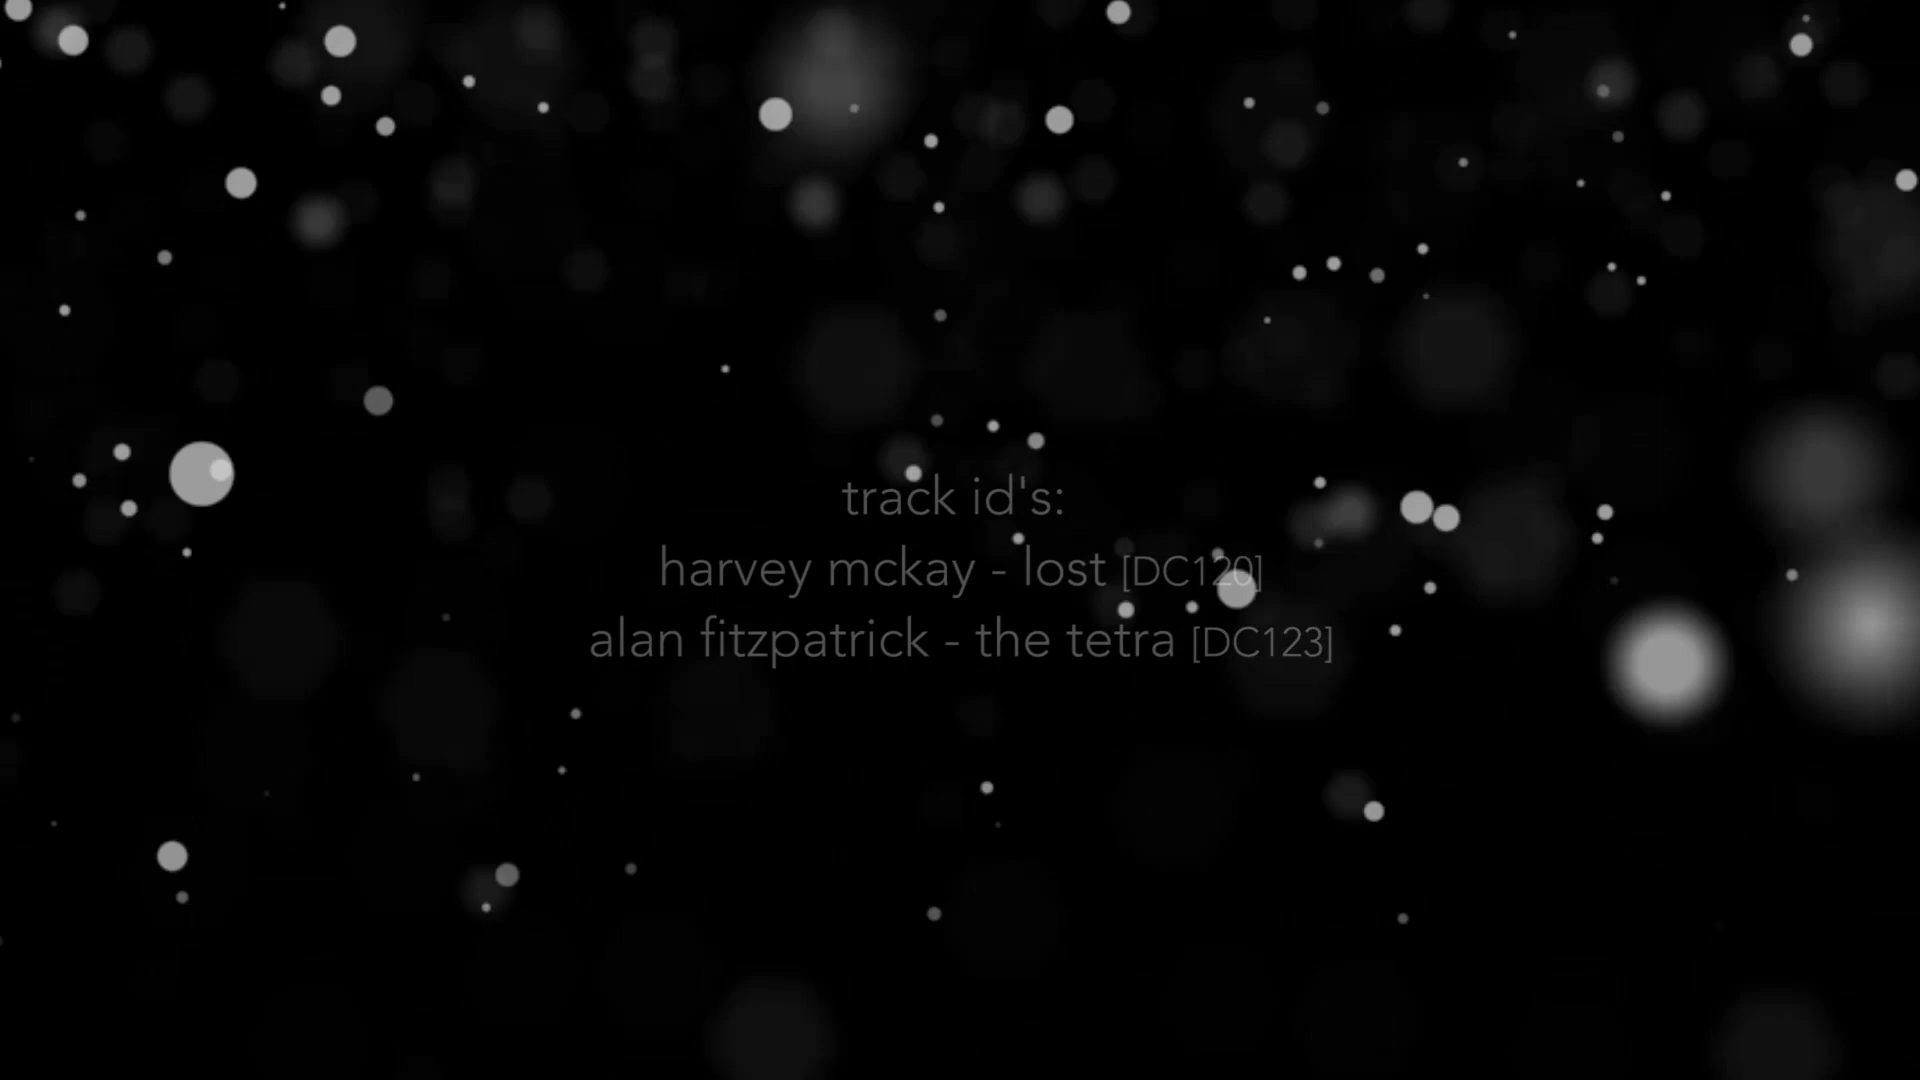 track id's:
harvey mckay - lost [DC120]
alan fitzpatrick - the tetra [DC123]